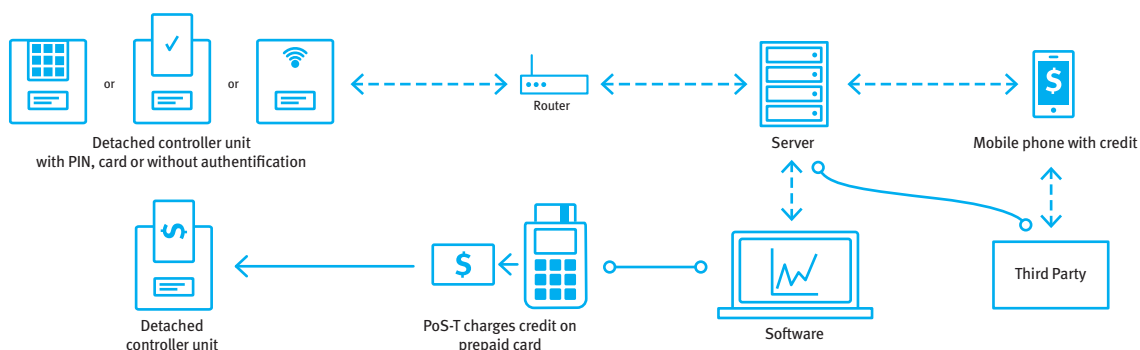 or
or
Router
Detached controller unit
with PIN, card or without authentification
Server
Mobile phone with credit
$
$
$
Third Party
Detached
controller unit
PoS-T charges credit on
prepaid card
Software